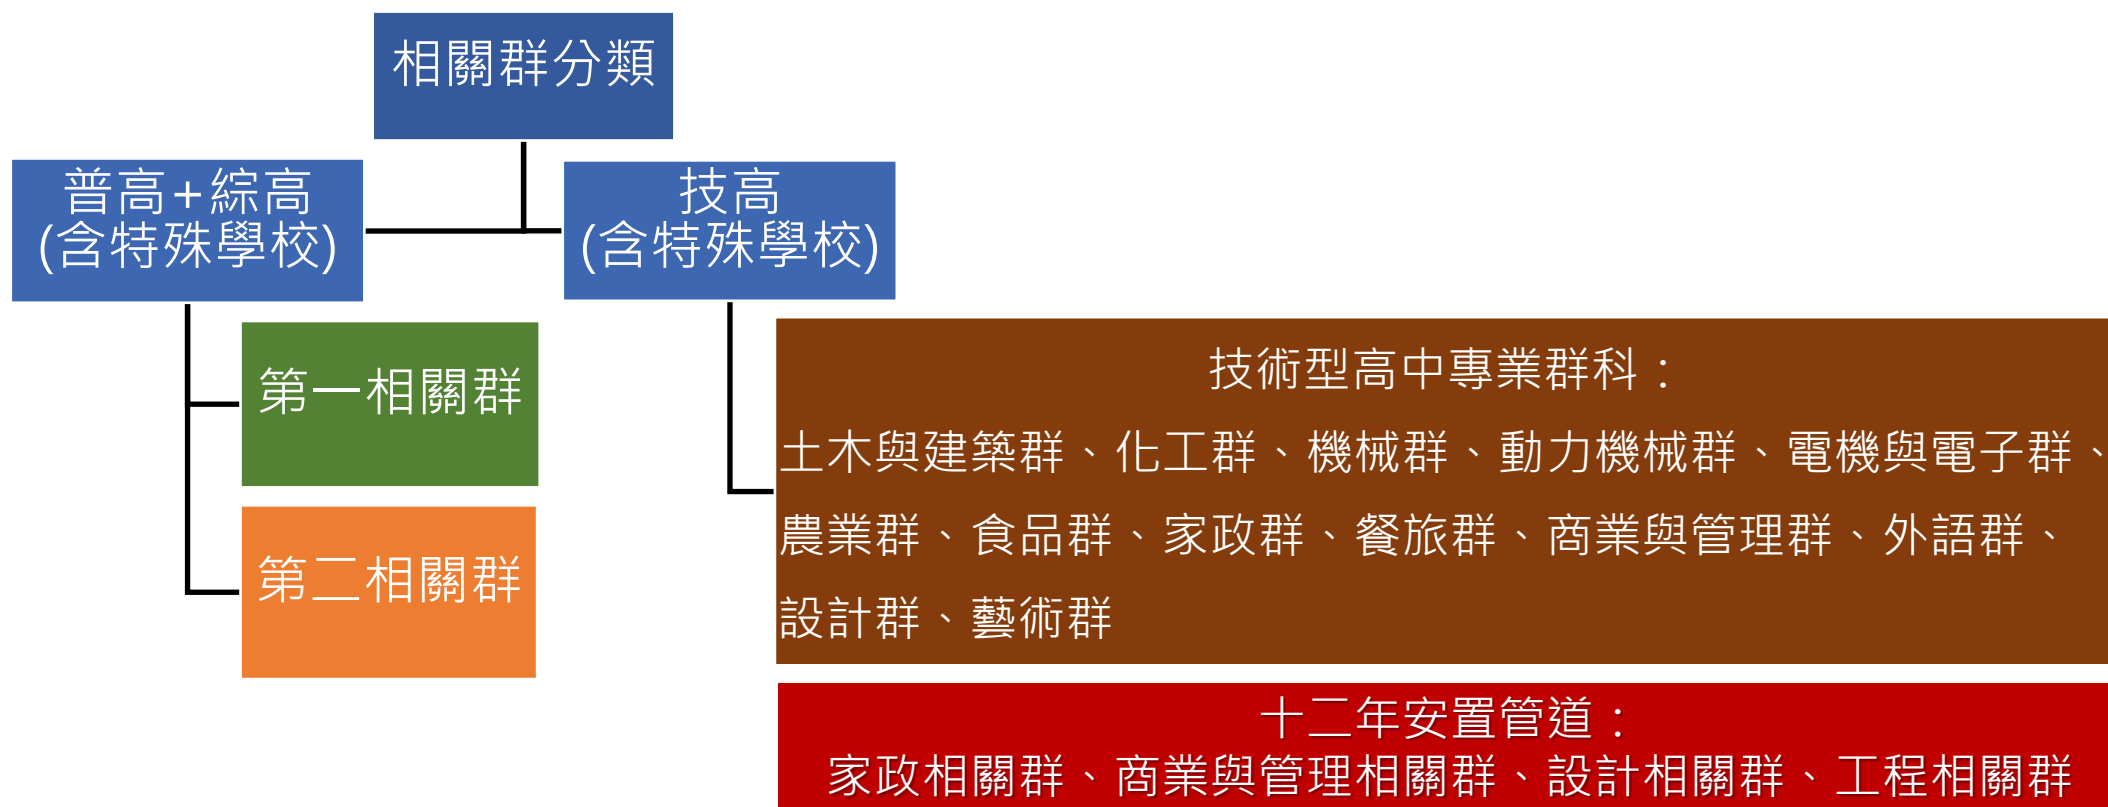 相關群分類
普高+綜高
(含特殊學校)
技高
(含特殊學校)
第一相關群
第二相關群
技術型高中專業群科：
土木與建築群、化工群、機械群、動力機械群、電機與電子群、
農業群、食品群、家政群、餐旅群、商業與管理群、外語群、
設計群、藝術群
十二年安置管道：
家政相關群、商業與管理相關群、設計相關群、工程相關群